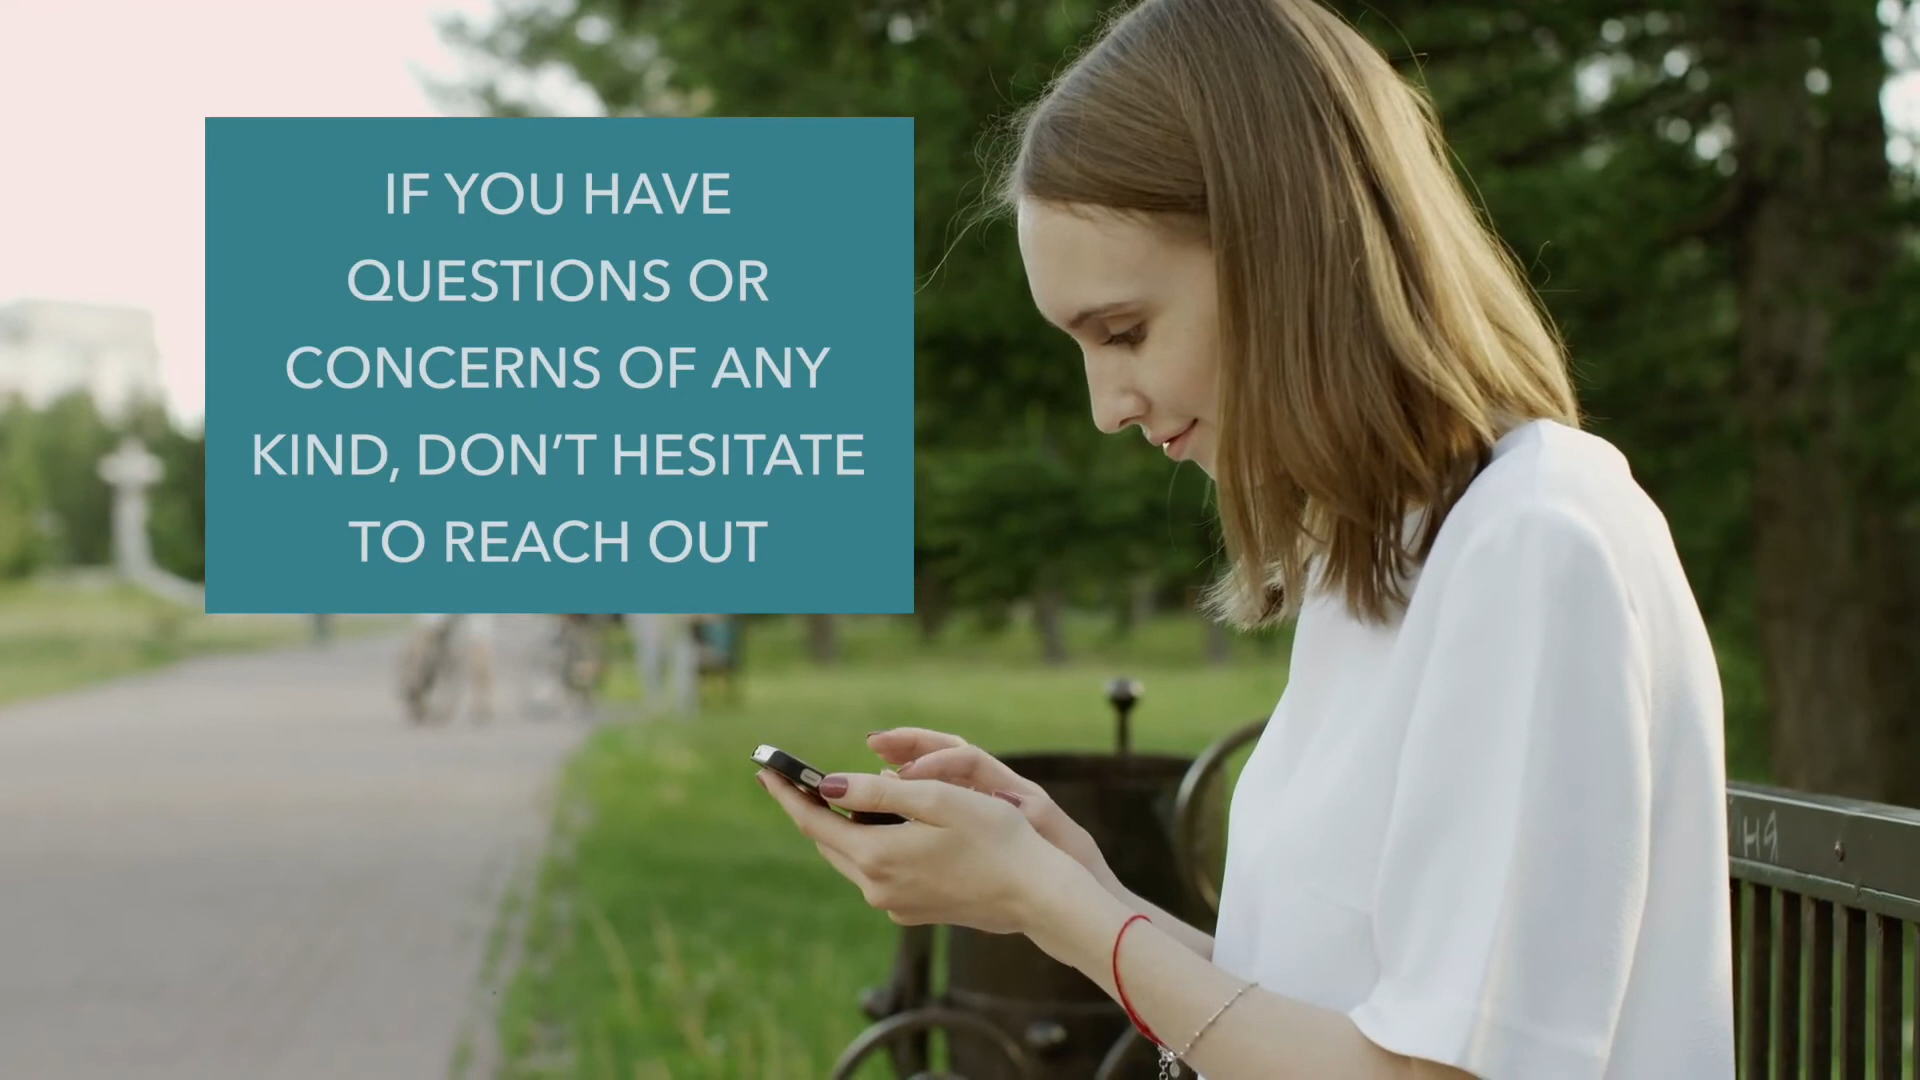 IF YOU HAVE
QUESTIONS OR
CONCERNS OF ANY
KIND, DON'T HESITATE
TO REACH OUT